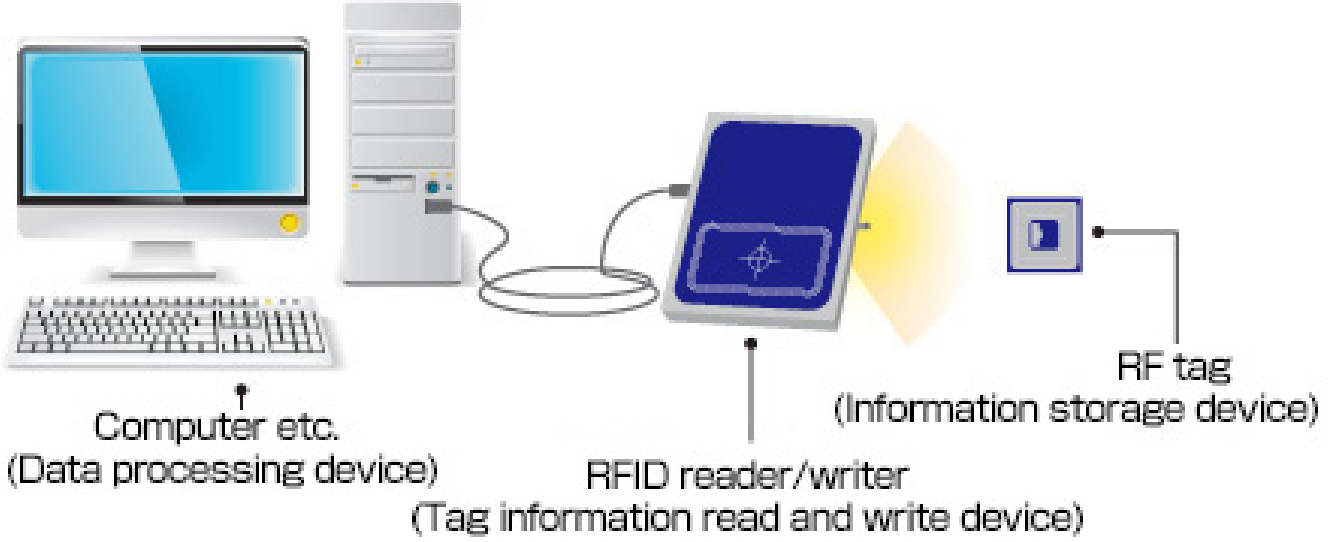 Computer etc.
(Data processing device)
RFID reader/writer
(Tag information read and write device)
RF tag
(Information storage device)